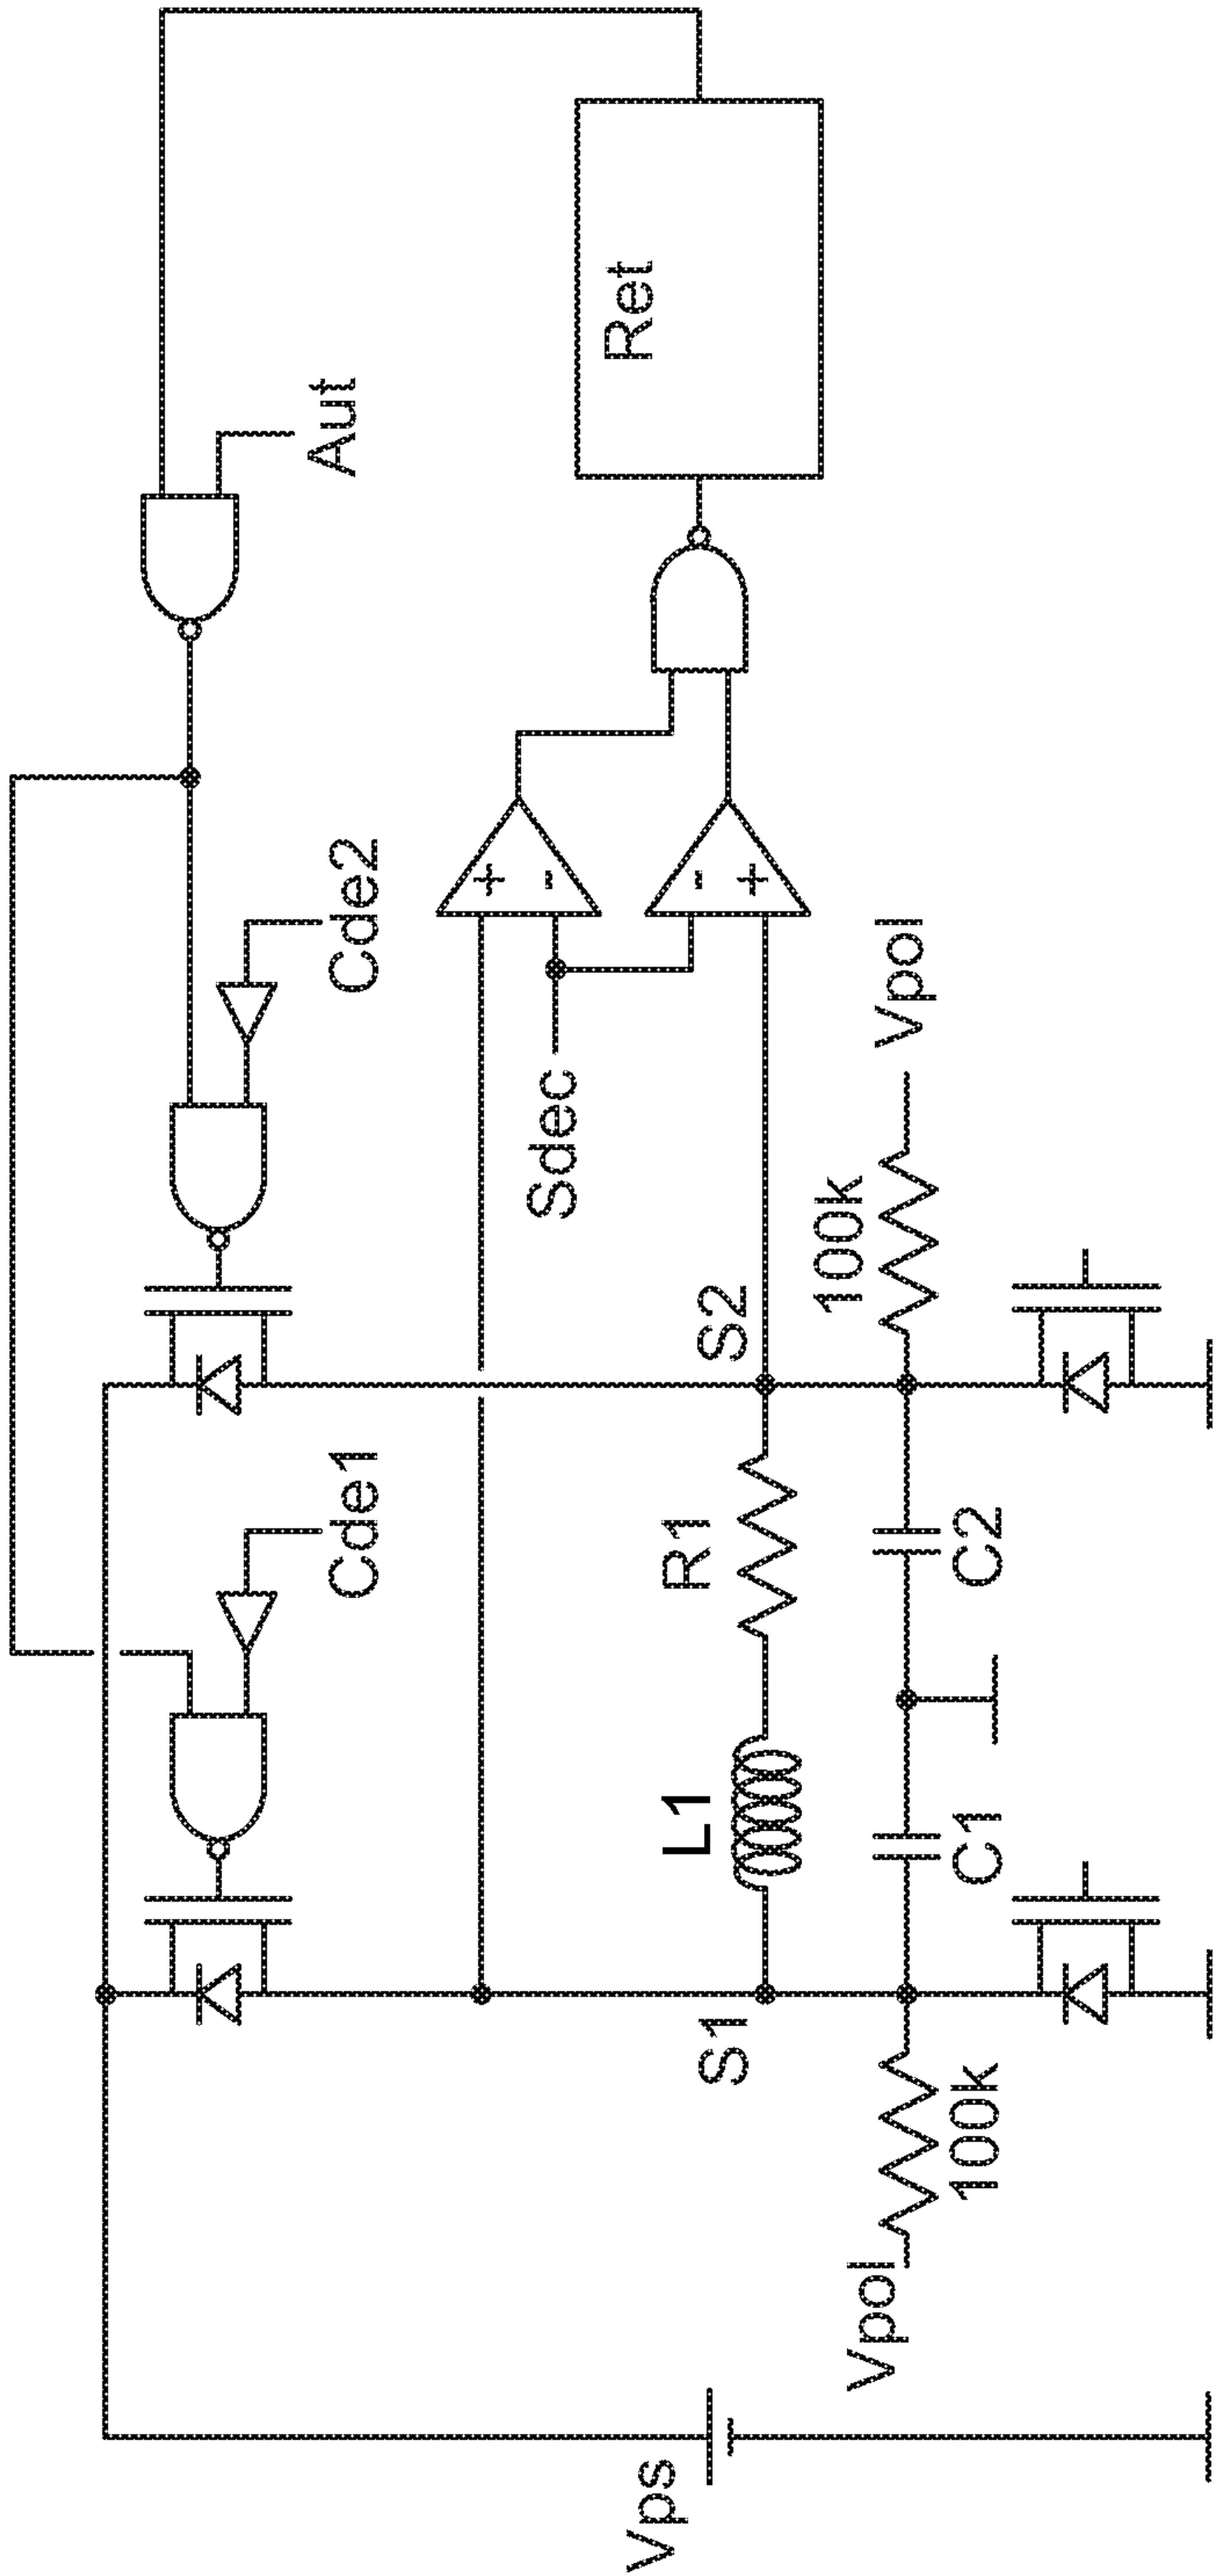 Aut
Cde2
Cde1
Ret
+
-
-
+
Sdec
S1
S2
L1
R1
Vps
Vpol
100k
C1
C2
100k
Vpol